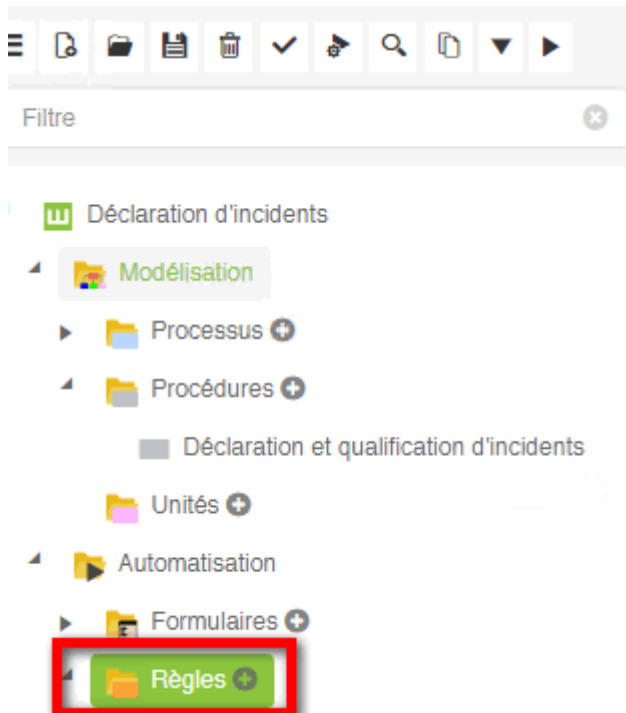 Filtre
Déclaration d'incidents
Modélisation
Processus
Procédures
Déclaration et qualification d'incidents
Unités
Automatisation
Formulaires
Règles